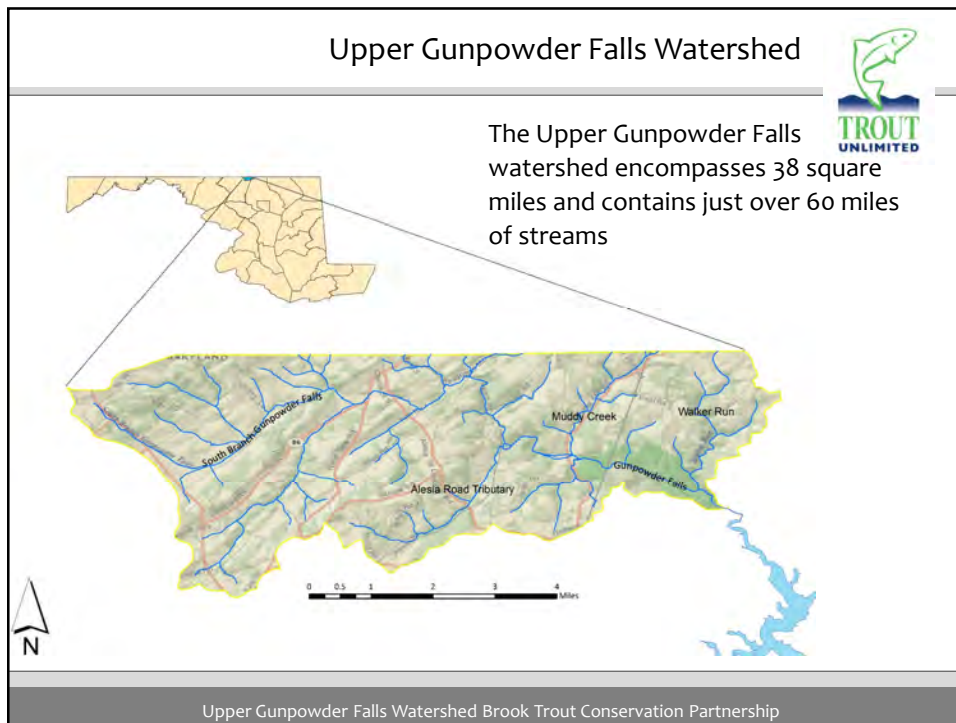 Upper Gunpowder Falls Watershed
TROUT
UNLIMITED
The Upper Gunpowder Falls
watershed encompasses 38 square
miles and contains just over 60 miles
of streams
South Branch Gunpowder Falls
86
Muddy Creek
Walker Run
Gunpowder Falls
Alesia Road Tributary
0 0.5 1 2 3 4
Miles
N
Upper Gunpowder Falls Watershed Brook Trout Conservation Partnership